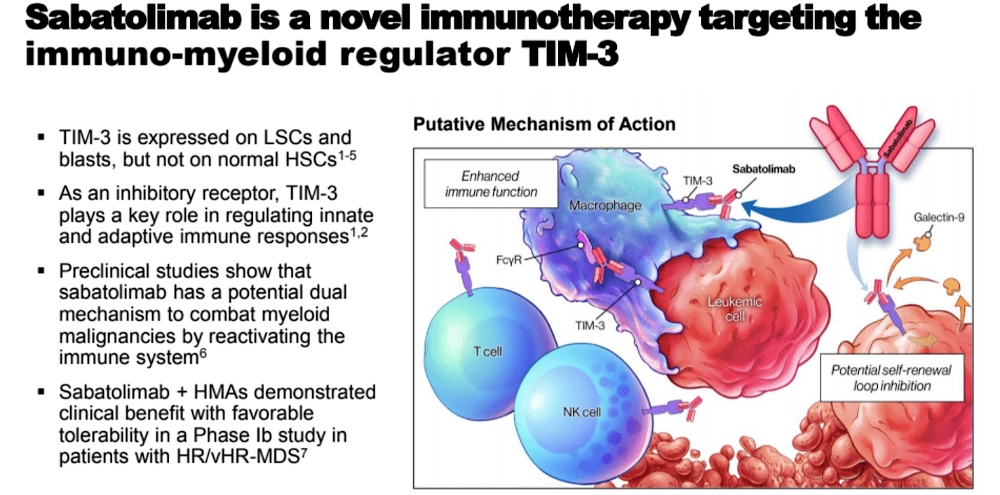 Sabatolimab is a novel immunotherapy targeting the
immuno-myeloid regulator TIM-3
▪ TIM-3 is expressed on LSCs and
blasts, but not on normal HSCs1-5
▪ As an inhibitory receptor, TIM-3
plays a key role in regulating innate
and adaptive immune responses1,2
▪ Preclinical studies show that
sabatolimab has a potential dual
mechanism to combat myeloid
malignancies by reactivating the
immune system6
▪ Sabatolimab + HMAs demonstrated
clinical benefit with favorable
tolerability in a Phase Ib study in
patients with HR/vHR-MDS7
Putative Mechanism of Action
Enhanced
immune function
Macrophage
TIM-3
Sabatolimab
Sabatolimab
Galectin-9
FcγR
TIM-3
Leukemic
cell
T cell
NK cell
Potential self-renewal
loop inhibition